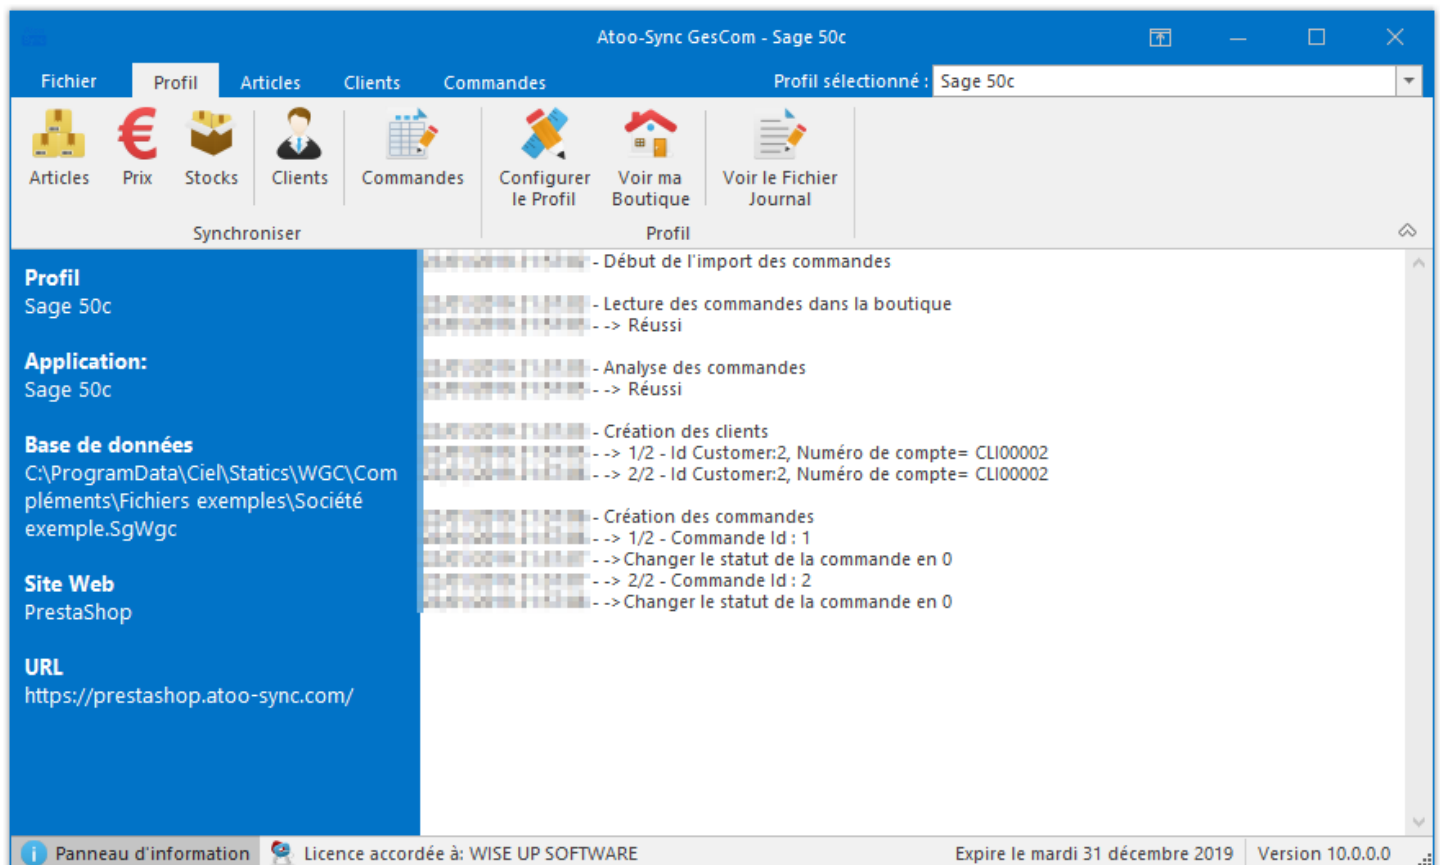 Atoo-Sync GesCom - Sage 50c
Fichier Profil Articles Clients Commandes Profil sélectionné : Sage 50c
Articles Prix Stocks Clients Commandes Configurer le Profil Voir ma Boutique Voir le Fichier Journal
Synchroniser Profil
Profil
Sage 50c
Application:
Sage 50c
Base de données
C:\ProgramData\Ciel\Statics\WGC\Com
pléments\Fichiers exemples\Société
exemple.SgWgc
Site Web
PrestaShop
URL
https://prestashop.atoo-sync.com/
- Début de l'import des commandes
- Lecture des commandes dans la boutique
- --> Réussi
- Analyse des commandes
- --> Réussi
- Création des clients
- --> 1/2 - Id Customer:2, Numéro de compte= CLI00002
- --> 2/2 - Id Customer:2, Numéro de compte= CLI00002
- Création des commandes
- --> 1/2 - Commande Id : 1
- -->Changer le statut de la commande en 0
- --> 2/2 - Commande Id : 2
- -->Changer le statut de la commande en 0
Panneau d'information Licence accordée à: WISE UP SOFTWARE Expire le mardi 31 décembre 2019 Version 10.0.0.0